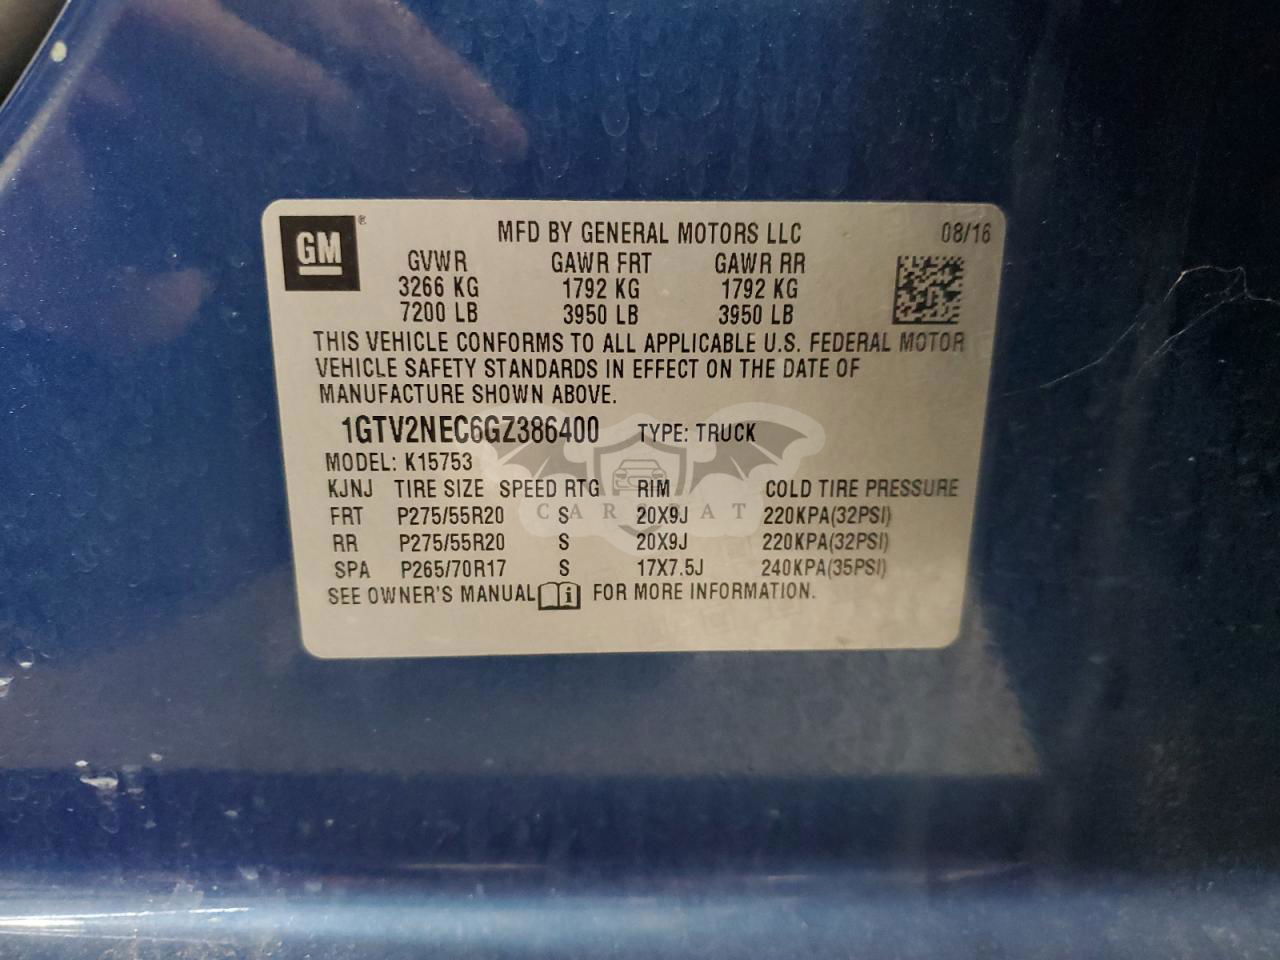 GM ®
MFD BY GENERAL MOTORS LLC 08/16
GVWR GAWR FRT GAWR RR
3266 KG 1792 KG 1792 KG
7200 LB 3950 LB 3950 LB
THIS VEHICLE CONFORMS TO ALL APPLICABLE U.S. FEDERAL MOTOR
VEHICLE SAFETY STANDARDS IN EFFECT ON THE DATE OF
MANUFACTURE SHOWN ABOVE.
1GTV2NEC6GZ386400 TYPE: TRUCK
MODEL: K15753
KJNJ TIRE SIZE SPEED RTG RIM COLD TIRE PRESSURE
FRT P275/55R20 S 20X9J 220KPA(32PSI)
CARSBAT
RR P275/55R20 S 20X9J 220KPA(32PSI)
SPA P265/70R17 S 17X7.5J 240KPA(35PSI)
SEE OWNER'S MANUAL i FOR MORE INFORMATION.